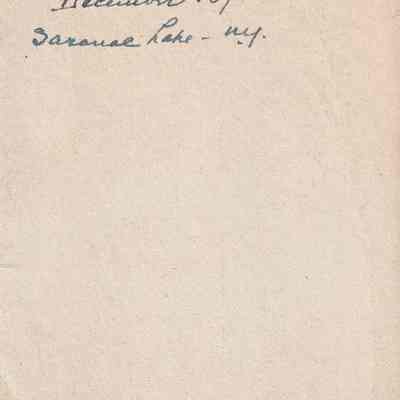 December
Saranac Lake - N.Y.